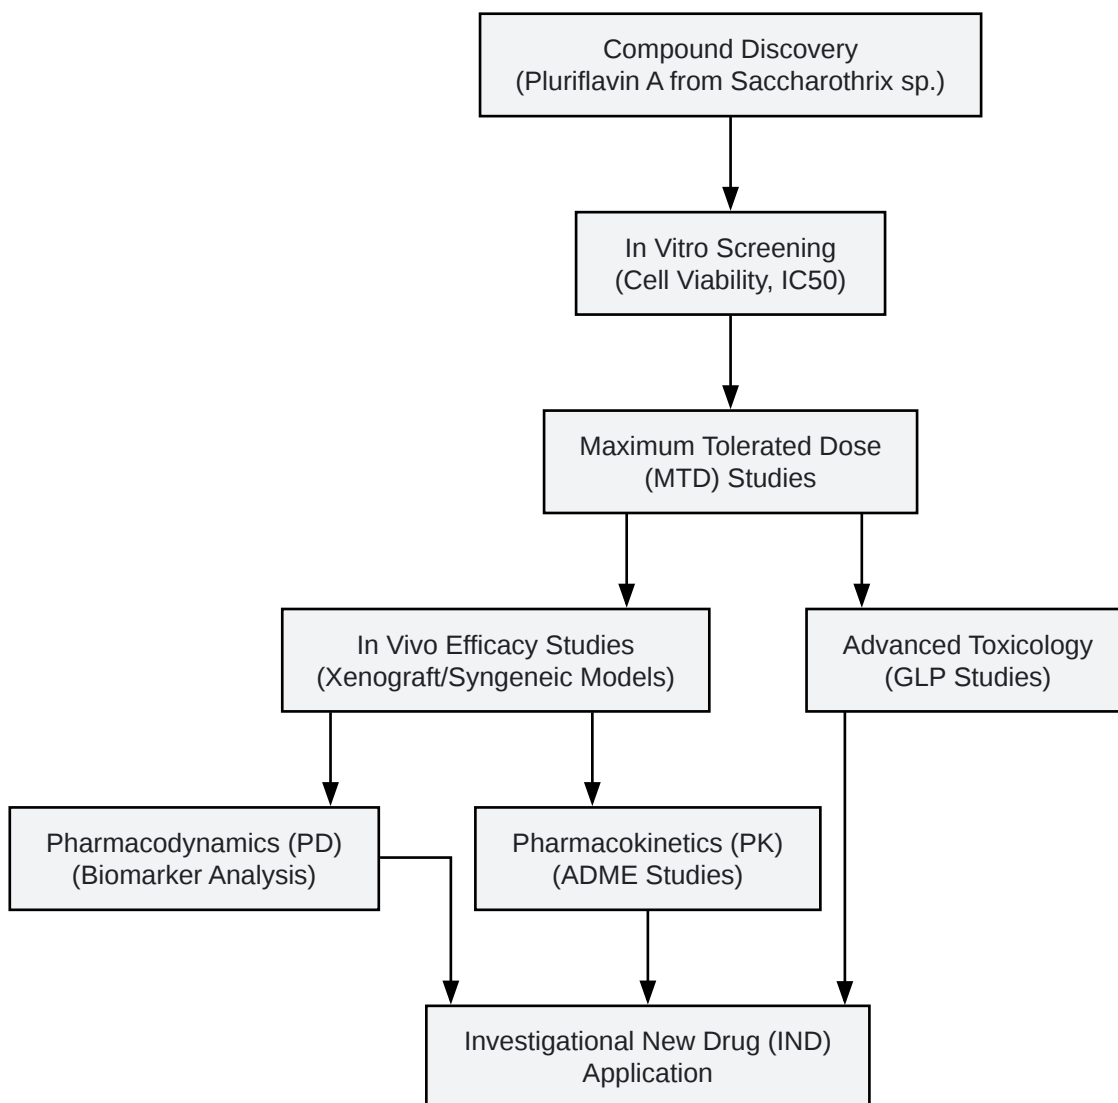 Compound Discovery
(Pluriflavin A from Saccharothrix sp.)
In Vitro Screening
(Cell Viability, IC50)
Maximum Tolerated Dose
(MTD) Studies
In Vivo Efficacy Studies
(Xenograft/Syngeneic Models)
Advanced Toxicology
(GLP Studies)
Pharmacodynamics (PD)
(Biomarker Analysis)
Pharmacokinetics (PK)
(ADME Studies)
Investigational New Drug (IND)
Application